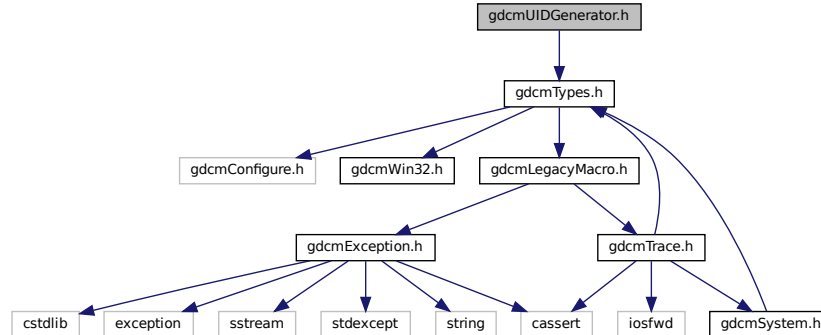 gdcmUIDGenerator.h
gdcmTypes.h
gdcmConfigure.h
gdcmWin32.h
gdcmLegacyMacro.h
gdcmException.h
gdcmTrace.h
cstdlib
exception
sstream
stdexcept
string
cassert
iosfwd
gdcmSystem.h